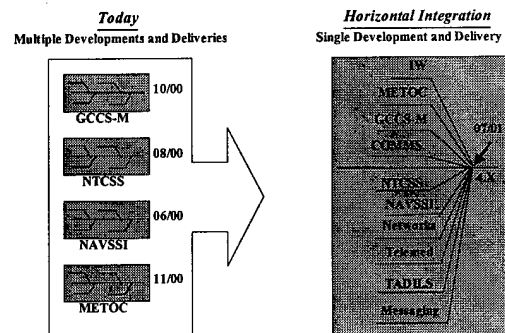 Today
Multiple Developments and Deliveries
10/00
GCCS-M
08/00
NTCSS
06/00
NAVSSI
11/00
METOC
Horizontal Integration
Single Development and Delivery
IW
METOC
GCCS-M
COMMS
07/01
NTCSS
4.X
NAVSSI
Networks
Telemed
TADILS
Messaging